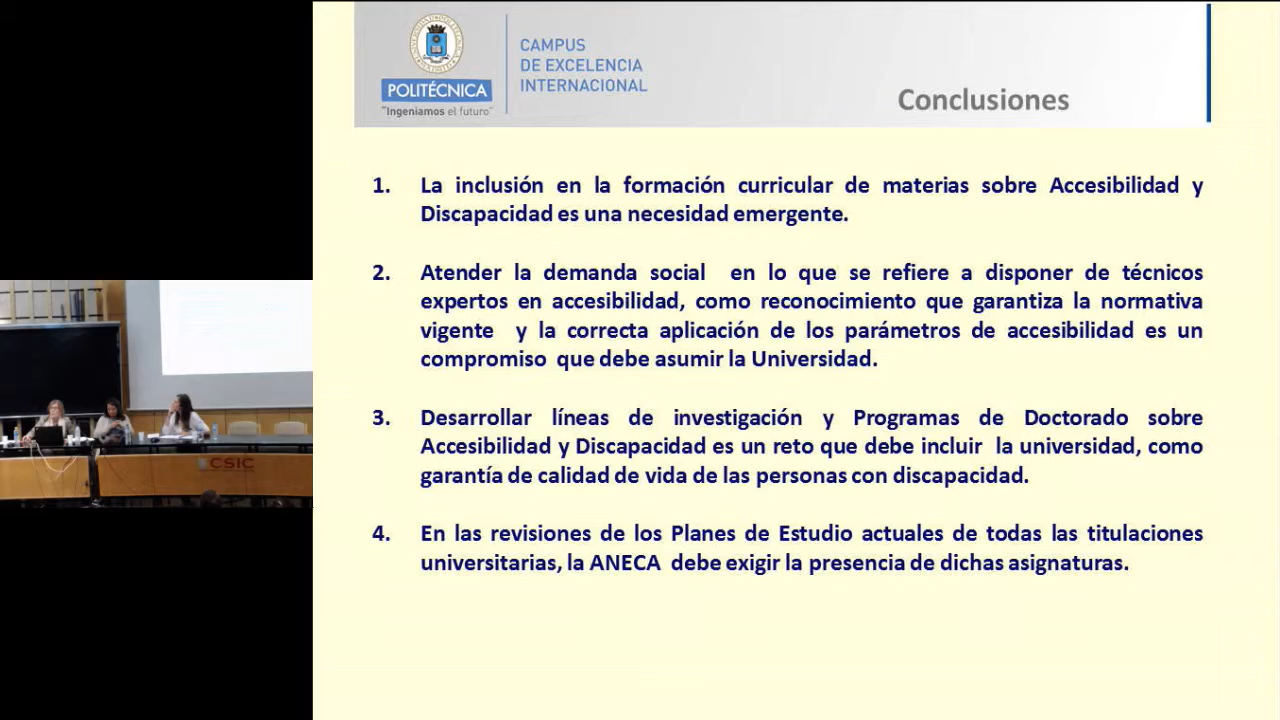 POLITÉCNICA
"Ingeniamos el futuro"
CAMPUS
DE EXCELENCIA
INTERNACIONAL
Conclusiones
1. La inclusión en la formación curricular de materias sobre Accesibilidad y
Discapacidad es una necesidad emergente.
2. Atender la demanda social en lo que se refiere a disponer de técnicos
expertos en accesibilidad, como reconocimiento que garantiza la normativa
vigente y la correcta aplicación de los parámetros de accesibilidad es un
compromiso que debe asumir la Universidad.
3. Desarrollar líneas de investigación y Programas de Doctorado sobre
Accesibilidad y Discapacidad es un reto que debe incluir la universidad, como
garantía de calidad de vida de las personas con discapacidad.
4. En las revisiones de los Planes de Estudio actuales de todas las titulaciones
universitarias, la ANECA debe exigir la presencia de dichas asignaturas.
CSIC